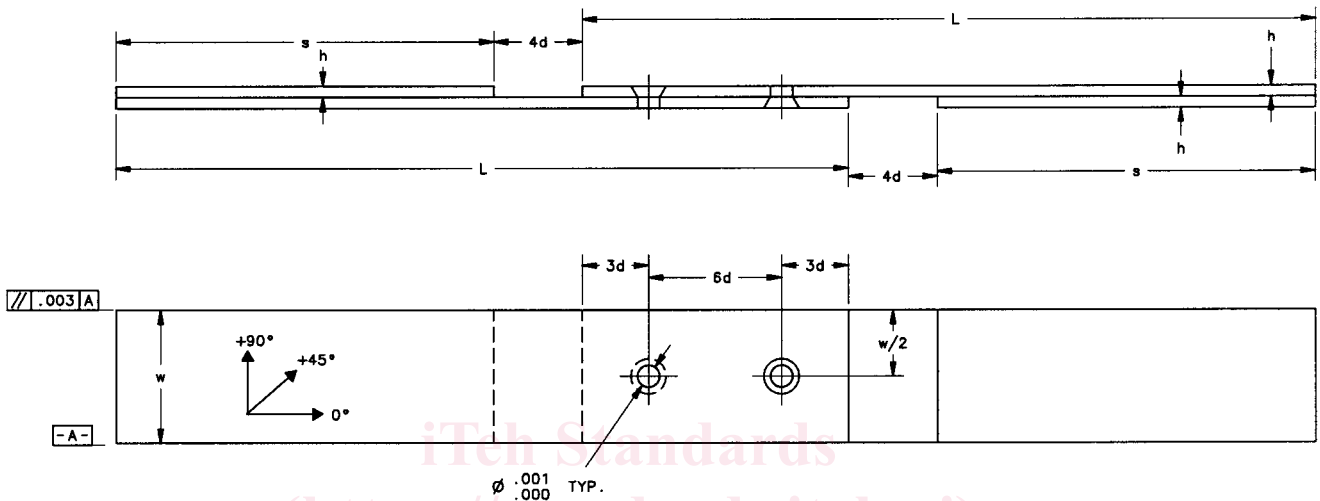 L
s
4d
h
h
h
L
4d
s
3d
6d
3d
// .003 A
w
+90°
+45°
0°
w/2
-A-
iTeh Standards
Ø .001 .000 TYP.